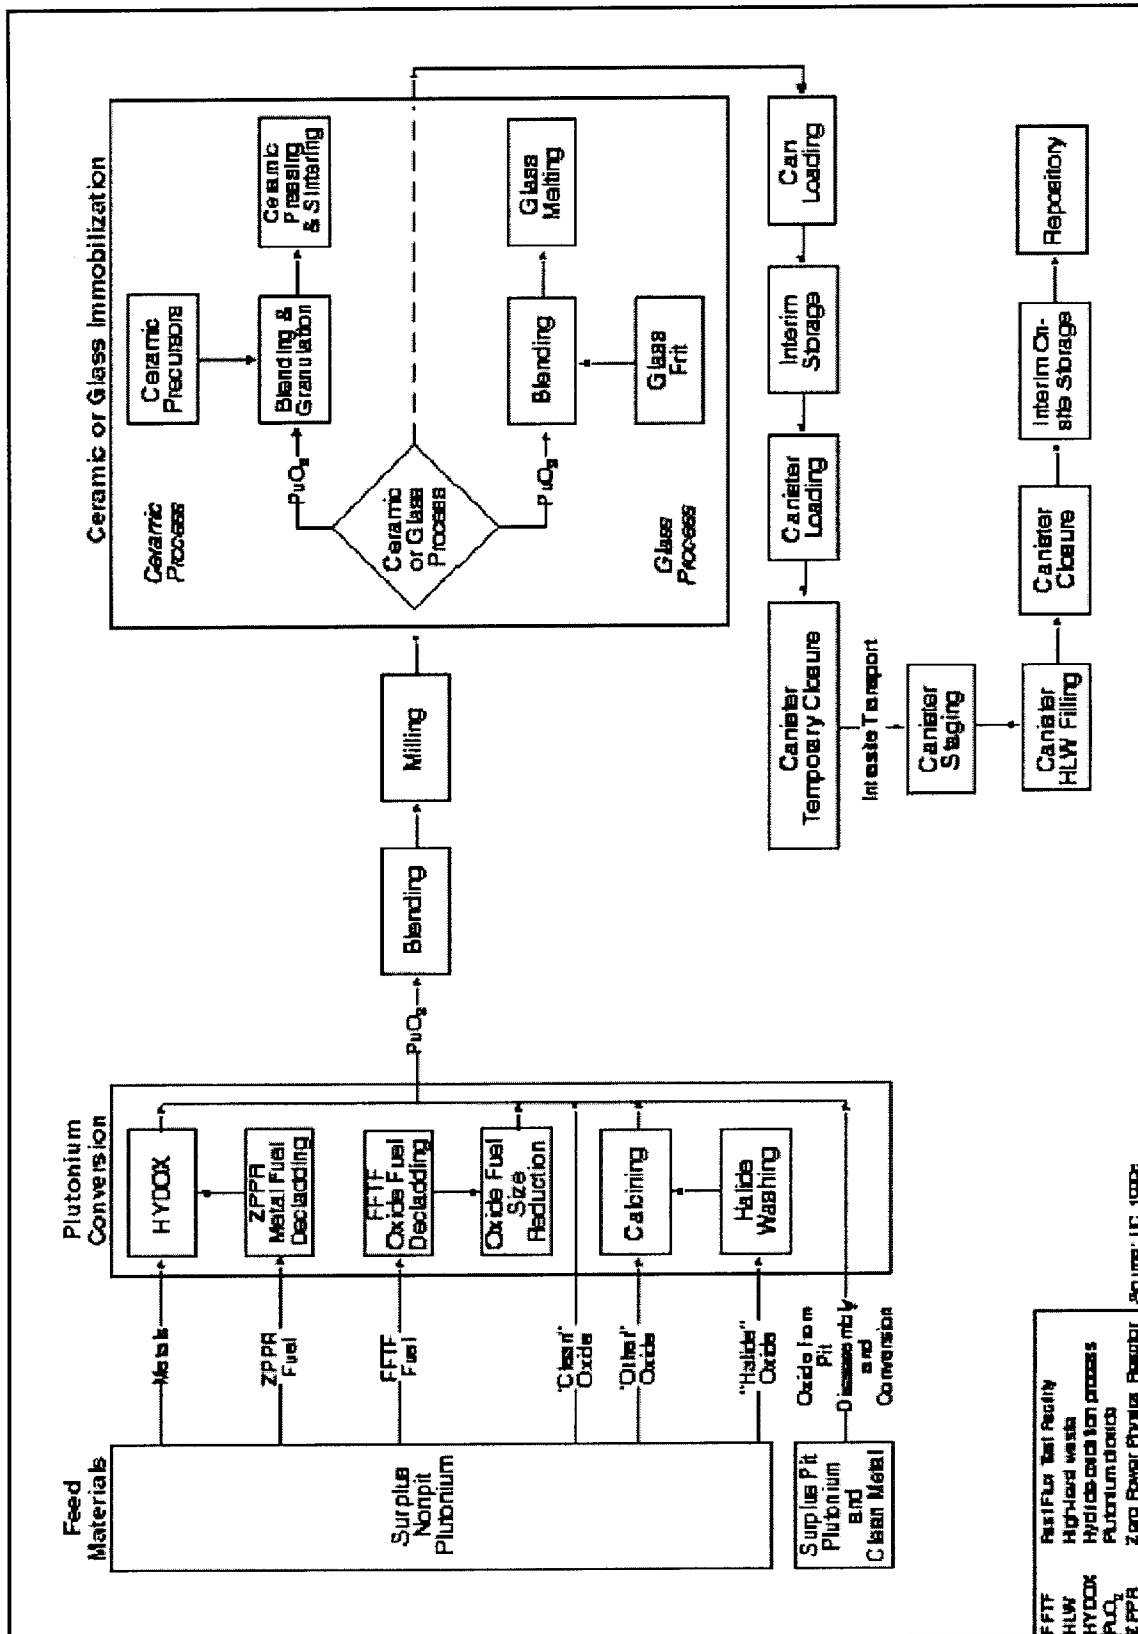 Feed
Materials
Surplus
Nonpit
Plutonium
Surplus Pit
Plutonium
and
Clean Metal
Metals
ZPPR
Fuel
FFTF
Fuel
"Clean"
Oxide
"Other"
Oxide
"Halide"
Oxide
Oxide from
Pit
Disassembly
and
Conversion
Plutonium
Conversion
HYDOX
ZPPR
Metal Fuel
Decladding
FFTF
Oxide Fuel
Decladding
Oxide Fuel
Size
Reduction
Calcining
Halide
Washing
PuO₂
Blending
Milling
Ceramic or Glass Immobilization
Ceramic
Process
Ceramic
Precursors
PuO₂
Blending &
Granulation
Ceramic
Pressing
& Sintering
Ceramic
or Glass
Process
Glass
Process
PuO₂
Blending
Glass
Melting
Glass
Frit
Can
Loading
Interim
Storage
Canister
Loading
Canister
Temporary Closure
Intrasite Transport
Canister
Staging
Canister
HLW Filling
Canister
Closure
Interim On-
site Storage
Repository
FFTF Fast Flux Test Facility
HLW High-level waste
HYDOX Hydride oxidation process
PuO₂ Plutonium dioxide
ZPPR Zero Power Physics Reactor